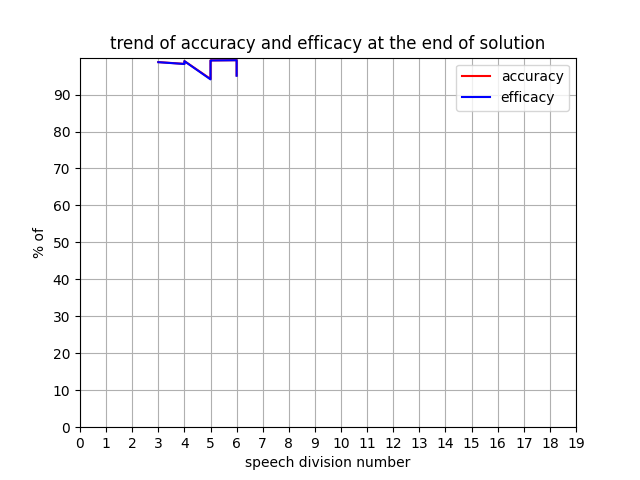 trend of accuracy and efficacy at the end of solution
accuracy
efficacy
90
80
70
60
50
40
30
20
10
0
% of
0 1 2 3 4 5 6 7 8 9 10 11 12 13 14 15 16 17 18 19
speech division number